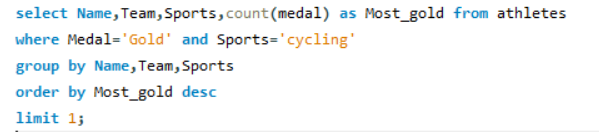 select Name,Team,Sports,count(medal) as Most_gold from athletes
where Medal='Gold' and Sports='cycling'
group by Name,Team,Sports
order by Most_gold desc
limit 1;